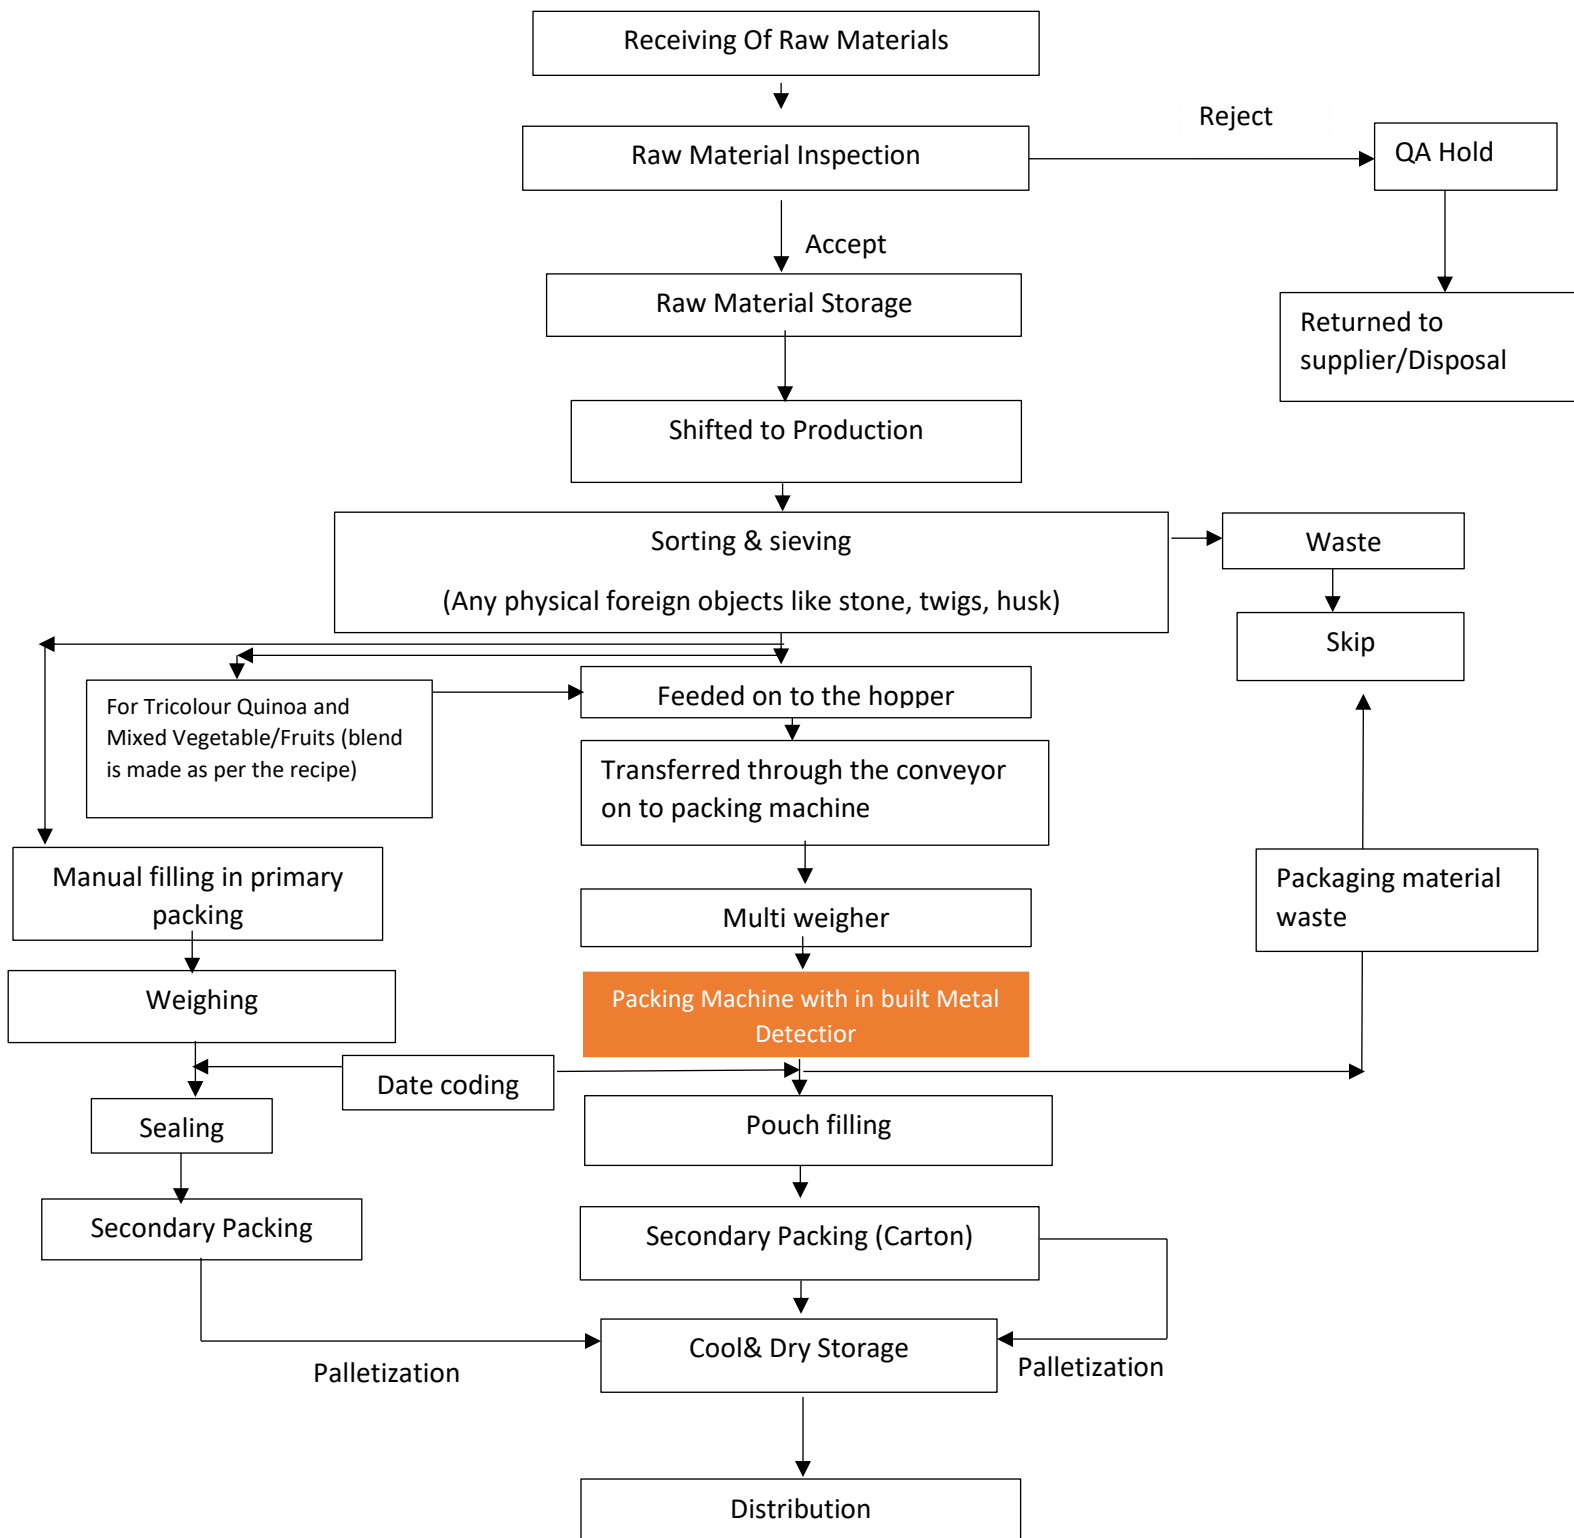 Receiving Of Raw Materials
Reject
Raw Material Inspection
QA Hold
Accept
Raw Material Storage
Returned to
supplier/Disposal
Shifted to Production
Sorting & sieving
(Any physical foreign objects like stone, twigs, husk)
Waste
Skip
For Tricolour Quinoa and
Mixed Vegetable/Fruits (blend
is made as per the recipe)
Feeded on to the hopper
Transferred through the conveyor
on to packing machine
Manual filling in primary
packing
Multi weigher
Packaging material
waste
Weighing
Packing Machine with in built Metal
Detectior
Date coding
Sealing
Pouch filling
Secondary Packing
Secondary Packing (Carton)
Cool& Dry Storage
Palletization
Palletization
Distribution